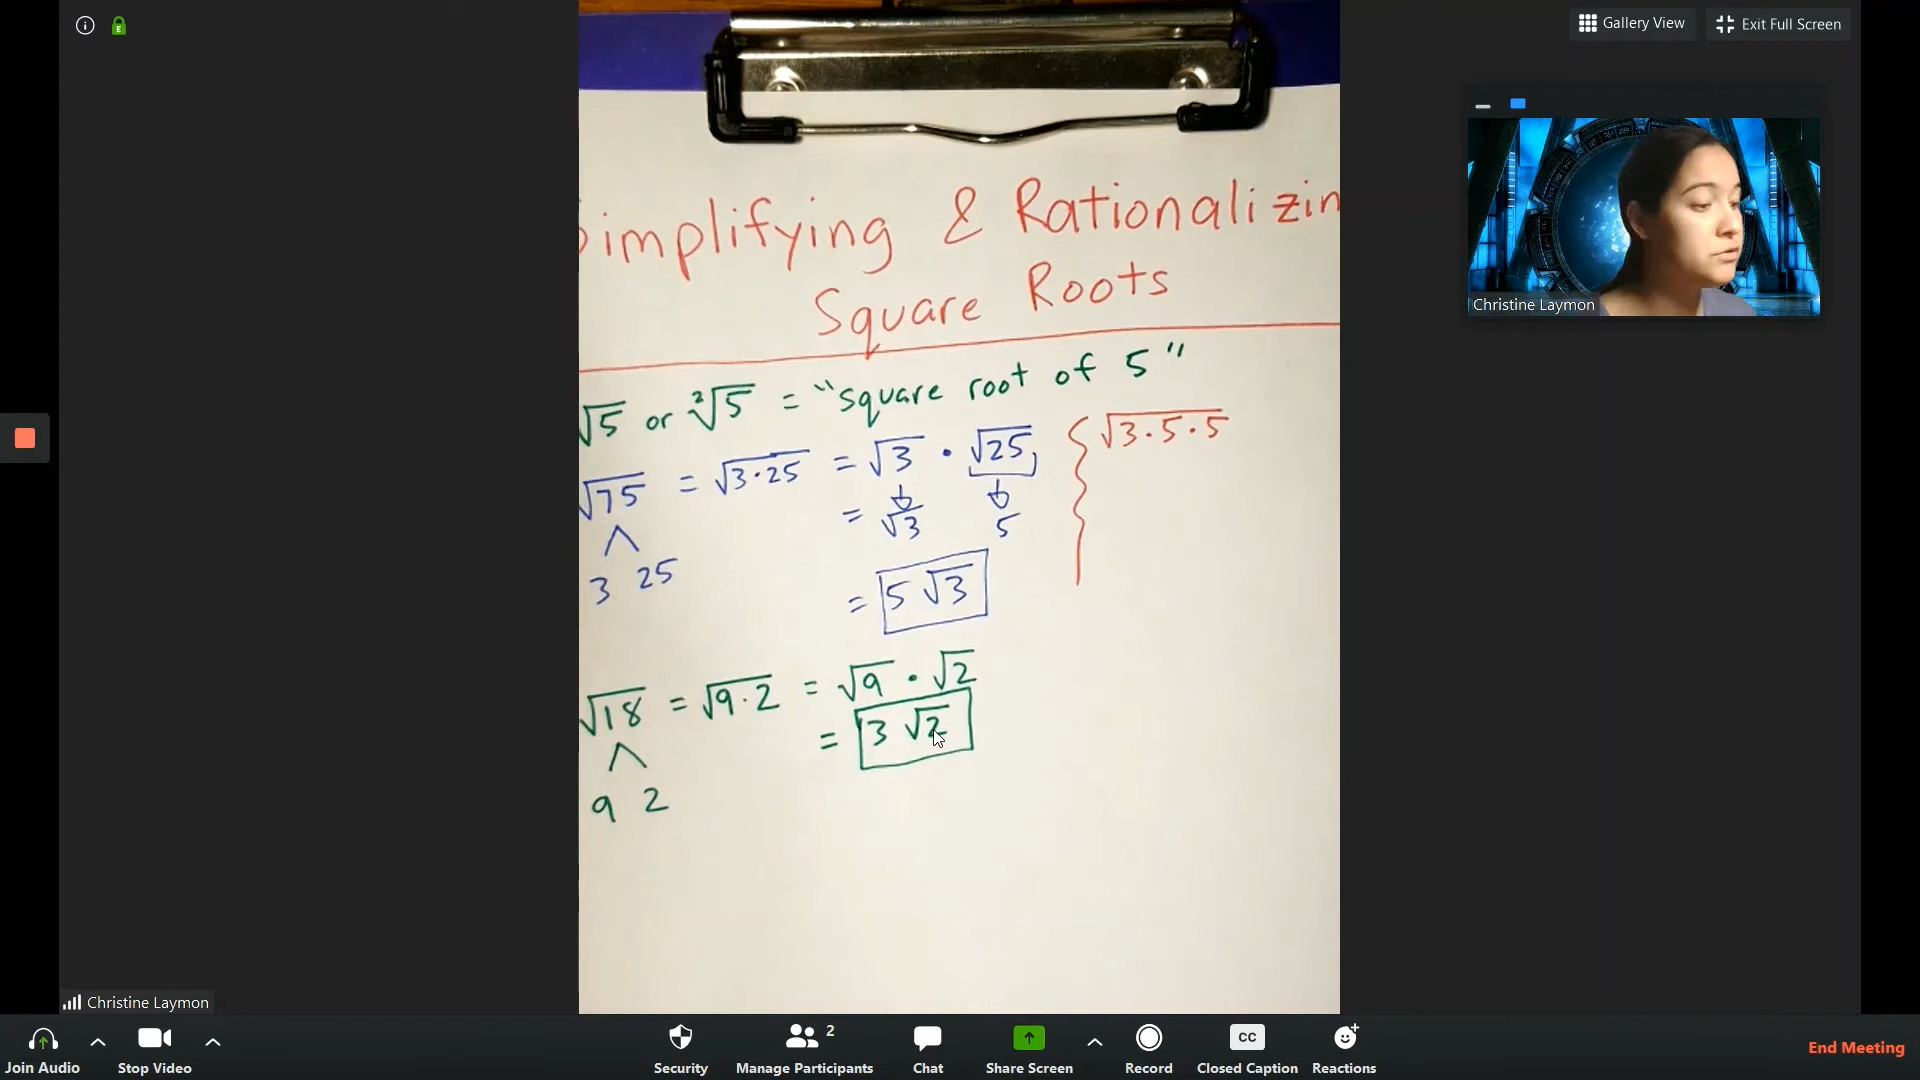 Gallery View
Exit Full Screen
Simplifying & Rationalizin
Square Roots
√5 or ²√5 = "square root of 5"
√75 = √3·25 = √3 · √25
{ √3·5·5
= √3 5
3 25
= 5√3
√18 = √9·2 = √9 · √2
= 3√2
9 2
Christine Laymon
Christine Laymon
Join Audio
Stop Video
Security
Manage Participants
2
Chat
Share Screen
Record
CC
Closed Caption
Reactions
End Meeting